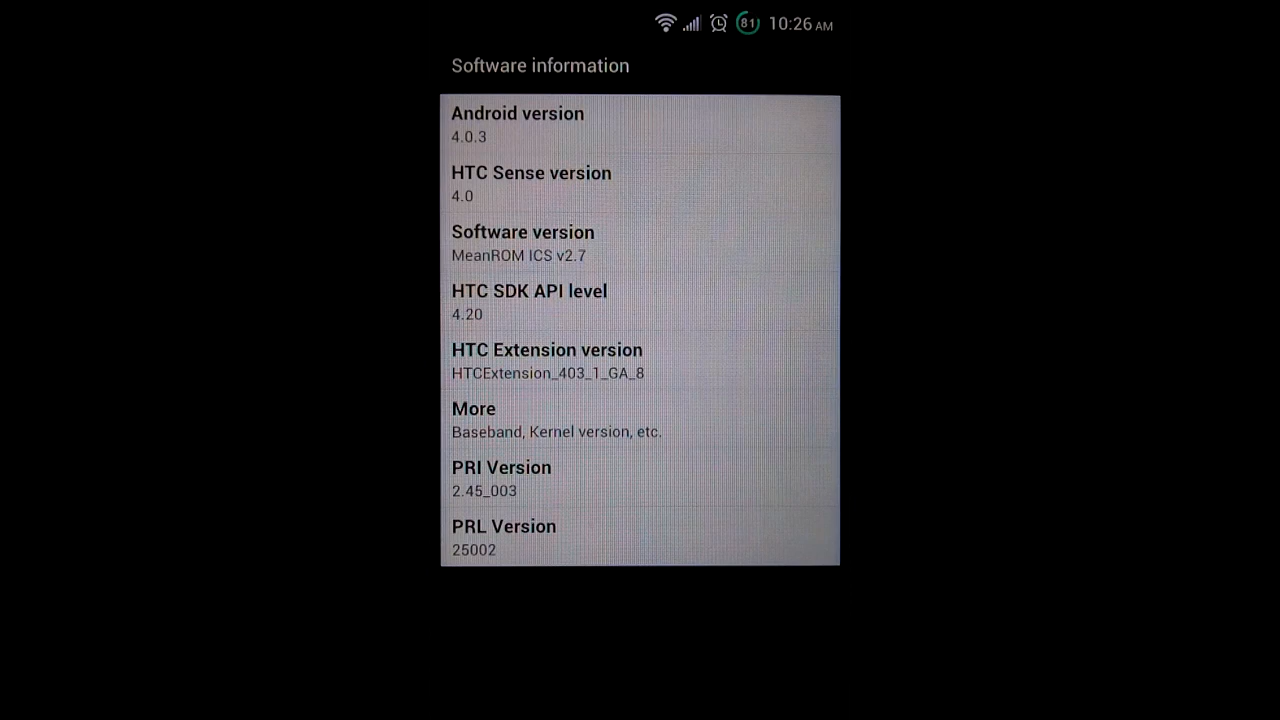 81 10:26 AM
Software information
Android version
4.0.3
HTC Sense version
4.0
Software version
MeanROM ICS v2.7
HTC SDK API level
4.20
HTC Extension version
HTCExtension_403_1_GA_8
More
Baseband, Kernel version, etc.
PRI Version
2.45_003
PRL Version
25002